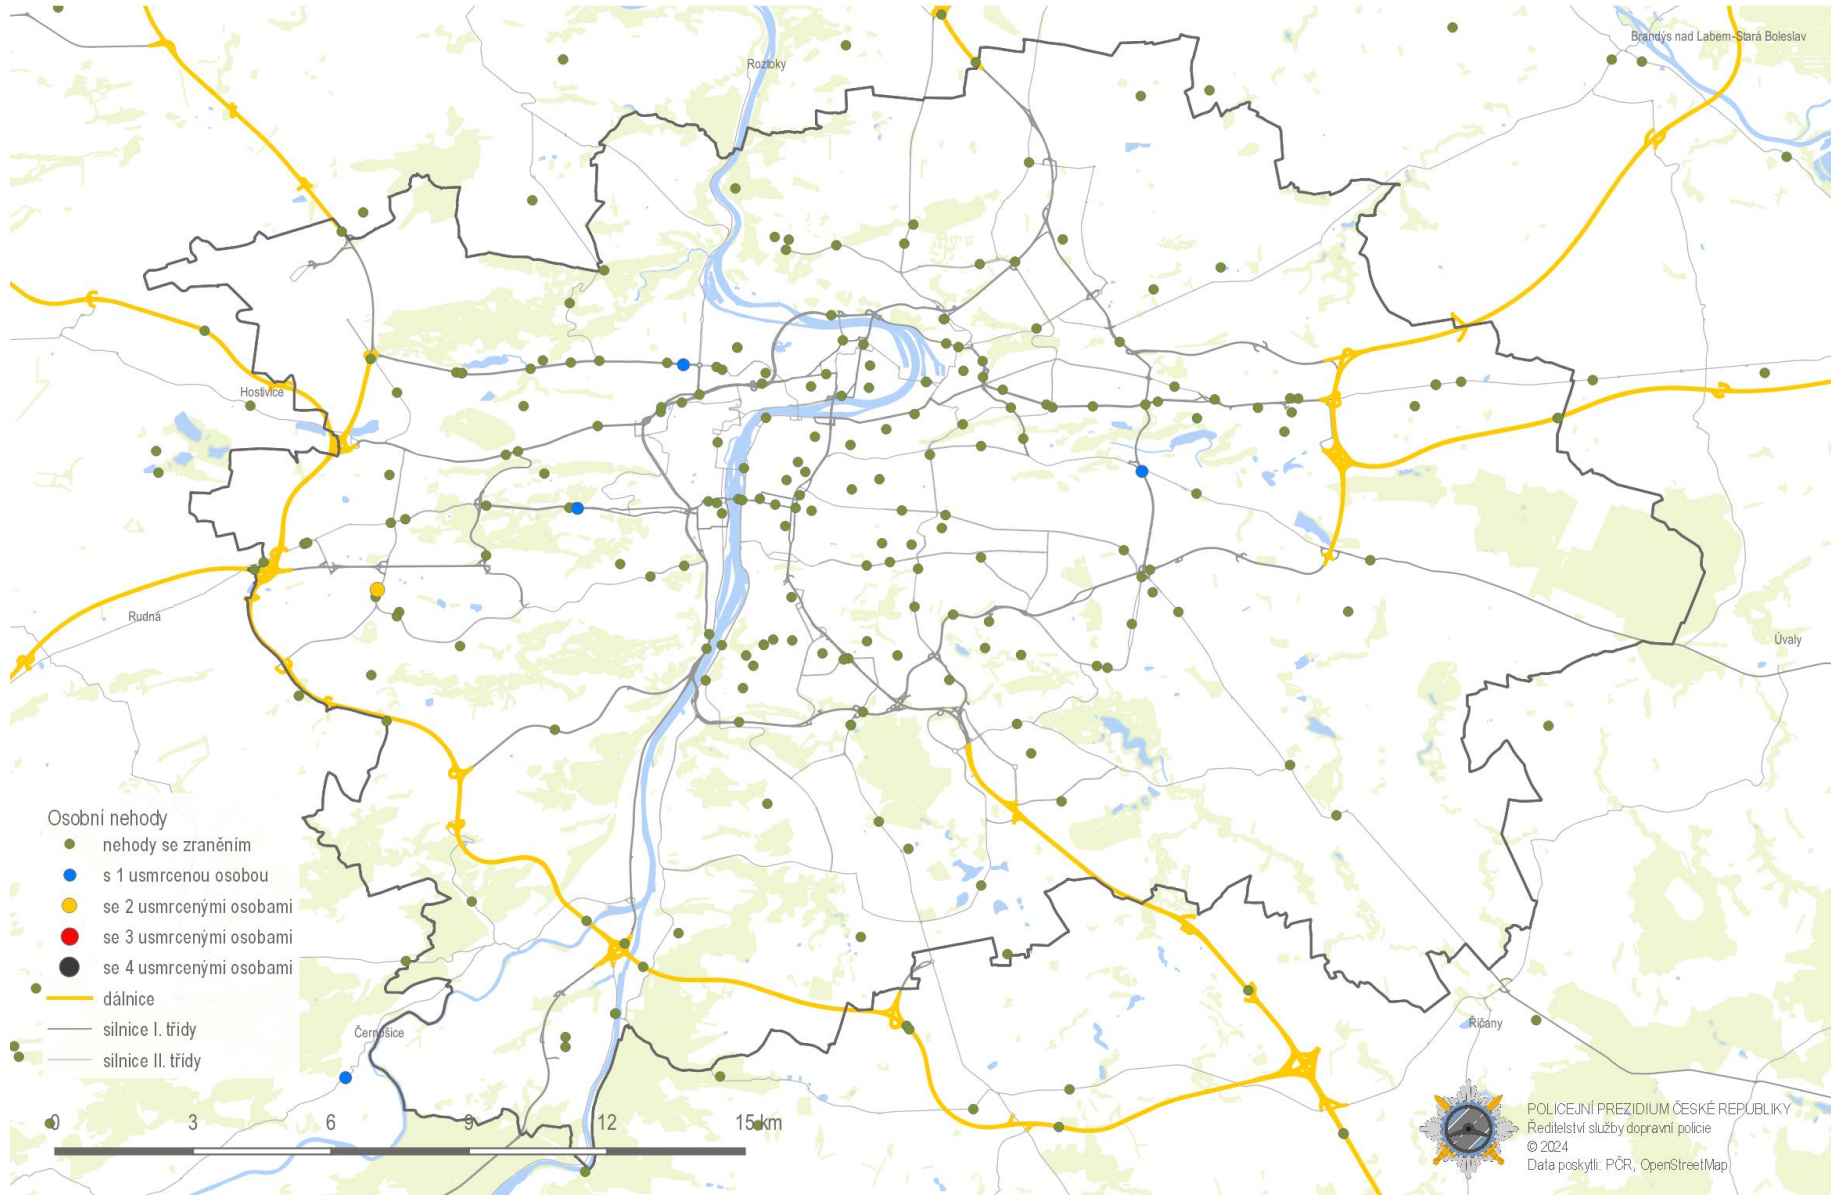 Brandýs nad Labem-Stará Boleslav
Roztoky
Hostivice
Rudná
Úvaly
Osobní nehody
nehody se zraněním
s 1 usmrcenou osobou
se 2 usmrcenými osobami
se 3 usmrcenými osobami
se 4 usmrcenými osobami
dálnice
silnice I. třídy
silnice II. třídy
Černošice
Říčany
0 3 6 9 12 15 km
POLICEJNÍ PREZIDIUM ČESKÉ REPUBLIKY
Ředitelství služby dopravní policie
© 2024
Data poskytli: PČR, OpenStreetMap